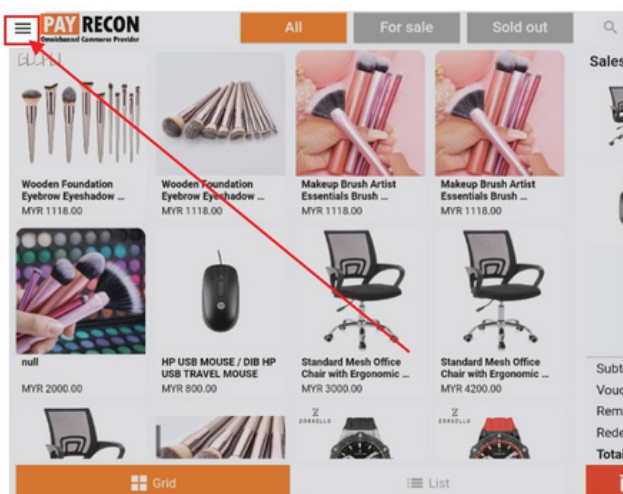 PAY RECON
Omnichannel Commerce Provider
All
For sale
Sold out
Sales
Wooden Foundation
Eyebrow Eyeshadow ...
MYR 1118.00
Wooden Foundation
Eyebrow Eyeshadow ...
MYR 1118.00
Makeup Brush Artist
Essentials Brush ...
MYR 1118.00
Makeup Brush Artist
Essentials Brush ...
MYR 1118.00
null
MYR 2000.00
HP USB MOUSE / DIB HP
USB TRAVEL MOUSE
MYR 800.00
Standard Mesh Office
Chair with Ergonomic ...
MYR 3000.00
Standard Mesh Office
Chair with Ergonomic ...
MYR 4200.00
Subt
Vouc
Rem
Rede
Total
Z
ZORBELLO
Z
ZORBELLO
Grid
List